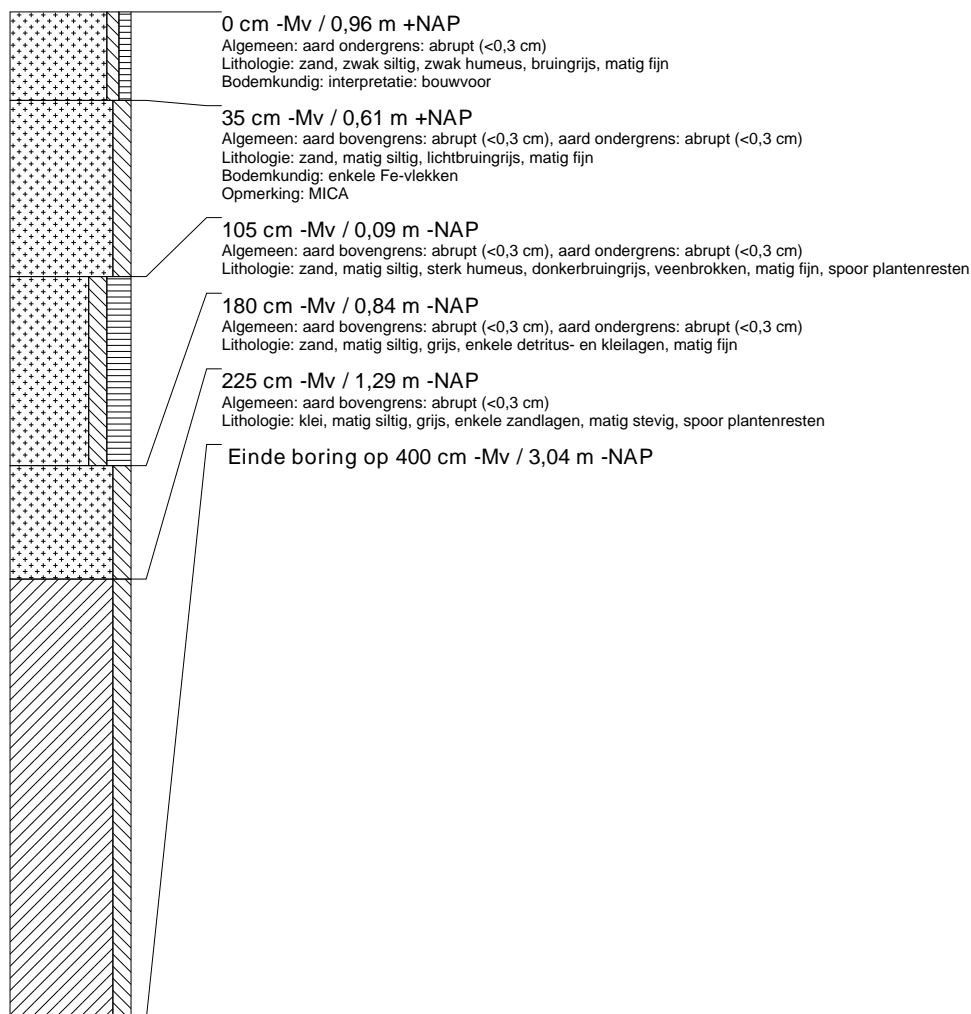 0 cm -Mv / 0,96 m +NAP
Algemeen: aard ondergrens: abrupt (<0,3 cm)
Lithologie: zand, zwak siltig, zwak humeus, bruingrijs, matig fijn
Bodemkundig: interpretatie: bouwvoor
35 cm -Mv / 0,61 m +NAP
Algemeen: aard bovengrens: abrupt (<0,3 cm), aard ondergrens: abrupt (<0,3 cm)
Lithologie: zand, matig siltig, lichtbruingrijs, matig fijn
Bodemkundig: enkele Fe-vlekken
Opmerking: MICA
105 cm -Mv / 0,09 m -NAP
Algemeen: aard bovengrens: abrupt (<0,3 cm), aard ondergrens: abrupt (<0,3 cm)
Lithologie: zand, matig siltig, sterk humeus, donkerbruingrijs, veenbrokken, matig fijn, spoor plantenresten
180 cm -Mv / 0,84 m -NAP
Algemeen: aard bovengrens: abrupt (<0,3 cm), aard ondergrens: abrupt (<0,3 cm)
Lithologie: zand, matig siltig, grijs, enkele detritus- en kleilagen, matig fijn
225 cm -Mv / 1,29 m -NAP
Algemeen: aard bovengrens: abrupt (<0,3 cm)
Lithologie: klei, matig siltig, grijs, enkele zandlagen, matig stevig, spoor plantenresten
Einde boring op 400 cm -Mv / 3,04 m -NAP